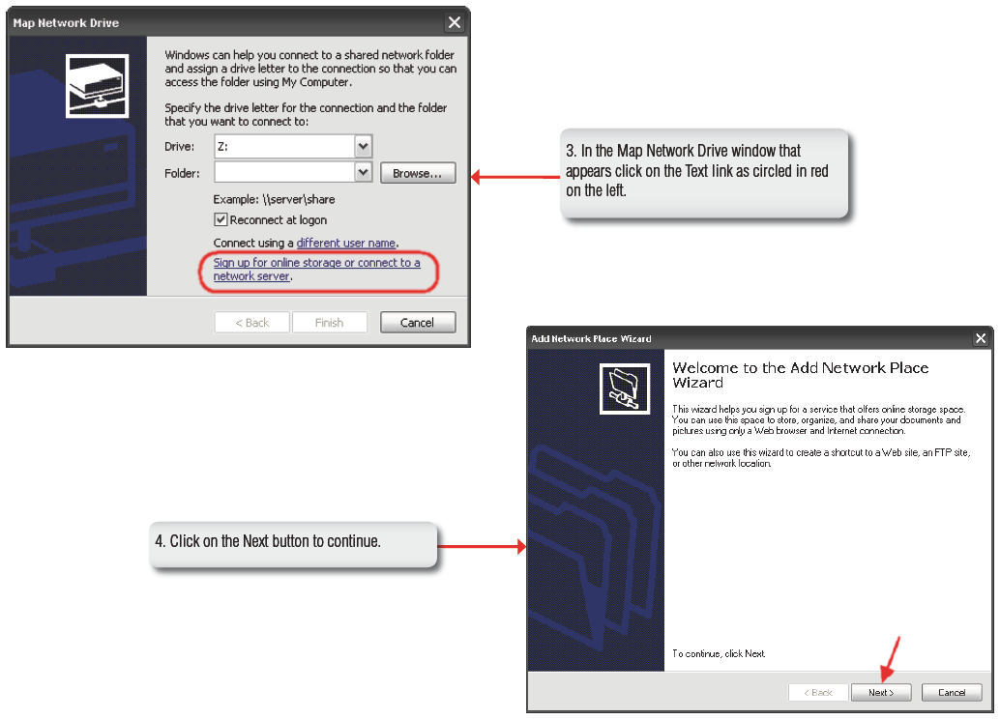 Map Network Drive
Windows can help you connect to a shared network folder
and assign a drive letter to the connection so that you can
access the folder using My Computer.
Specify the drive letter for the connection and the folder
that you want to connect to:
Drive: Z:
Folder: Browse...
Example: \\server\share
Reconnect at logon
Connect using a different user name.
Sign up for online storage or connect to a
network server.
< Back Finish Cancel
3. In the Map Network Drive window that
appears click on the Text link as circled in red
on the left.
Add Network Place Wizard
Welcome to the Add Network Place
Wizard
This wizard helps you sign up for a service that offers online storage space.
You can use this space to store, organize, and share your documents and
pictures using only a Web browser and Internet connection.
You can also use this wizard to create a shortcut to a Web site, an FTP site,
or other network location.
4. Click on the Next button to continue.
To continue, click Next.
< Back Next > Cancel